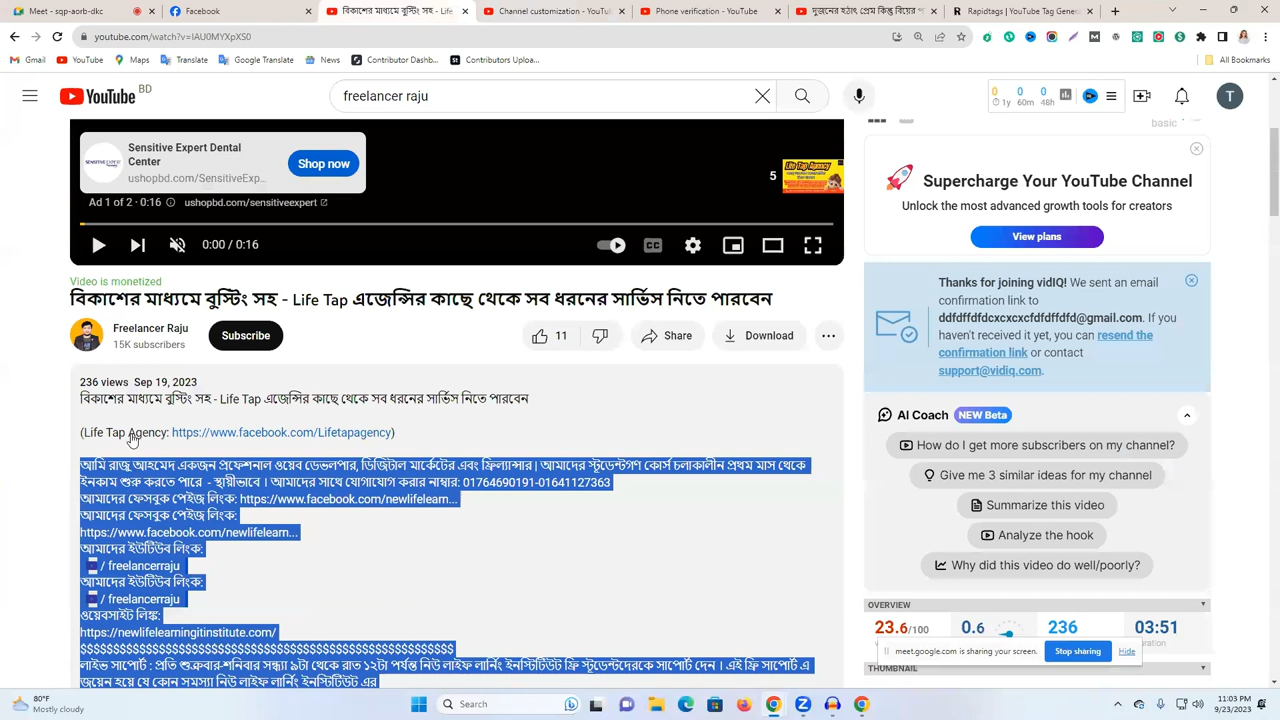 Meet - sqp-aorb-dkc
Facebook
বিকাশের মাধ্যমে বুস্টিং সহ - Life
Channel customization - YouTu
Phone verification - YouTube
দুজনের হঠাৎ প্রেম কিন্তু বিয়ের
Rapidtags | YouTube Tag Gene
youtube.com/watch?v=IAU0MYXpXS0
Gmail
YouTube
Maps
Translate
Google Translate
News
Contributor Dashb...
Contributors Uploa...
All Bookmarks
YouTube BD
freelancer raju
0 0 0
1y 60m 48h
T
Sensitive Expert Dental
Center
ushopbd.com/SensitiveExp...
Shop now
Ad 1 of 2 · 0:16
ushopbd.com/sensitiveexpert
5
Life Tap Agency
0:00 / 0:16
CC
Video is monetized
বিকাশের মাধ্যমে বুস্টিং সহ - Life Tap এজেন্সির কাছে থেকে সব ধরনের সার্ভিস নিতে পারবেন
Freelancer Raju
15K subscribers
Subscribe
11
Share
Download
236 views Sep 19, 2023
বিকাশের মাধ্যমে বুস্টিং সহ - Life Tap এজেন্সির কাছে থেকে সব ধরনের সার্ভিস নিতে পারবেন
(Life Tap Agency: https://www.facebook.com/Lifetapagency)
আমি রাজু আহমেদ একজন প্রফেশনাল ওয়েব ডেভলপার, ডিজিটাল মার্কেটের এবং ফ্রিল্যান্সার। আমাদের স্টুডেন্টগণ কোর্স চলাকালীন প্রথম মাস থেকে
ইনকাম শুরু করতে পারে - স্থায়ীভাবে । আমাদের সাথে যোগাযোগ করার নাম্বার: 01764690191-01641127363
আমাদের ফেসবুক পেইজ লিংক: https://www.facebook.com/newlifelearn...
আমাদের ফেসবুক পেইজ লিংক:
https://www.facebook.com/newlifelearn...
আমাদের ইউটিউব লিংক:
/ freelancerraju
আমাদের ইউটিউব লিংক:
/ freelancerraju
ওয়েবসাইট লিঙ্ক:
https://newlifelearningitinstitute.com/
$$$$$$$$$$$$$$$$$$$$$$$$$$$$$$$$$$$$$$$$$$$$$$$$$$$$
লাইভ সাপোর্ট : প্রতি শুক্রবার-শনিবার সন্ধ্যা ৯টা থেকে রাত ১২টা পর্যন্ত নিউ লাইফ লার্নিং ইনস্টিটিউট ফ্রি স্টুডেন্টদেরকে সাপোর্ট দেন । এই ফ্রি সাপোর্ট এ
জয়েন হয়ে যে কোন সমস্যা নিউ লাইফ লার্নিং ইনস্টিটিউট এর
basic
Supercharge Your YouTube Channel
Unlock the most advanced growth tools for creators
View plans
Thanks for joining vidIQ! We sent an email
confirmation link to
ddfdffdfdcxcxcxcfdfdffdfd@gmail.com. If you
haven't received it yet, you can resend the
confirmation link or contact
support@vidiq.com.
AI Coach NEW Beta
How do I get more subscribers on my channel?
Give me 3 similar ideas for my channel
Summarize this video
Analyze the hook
Why did this video do well/poorly?
OVERVIEW
23.6/100 0.6 236 03:51
meet.google.com is sharing your screen.
Stop sharing
Hide
THUMBNAIL
80°F
Mostly cloudy
Search
11:03 PM
9/23/2023